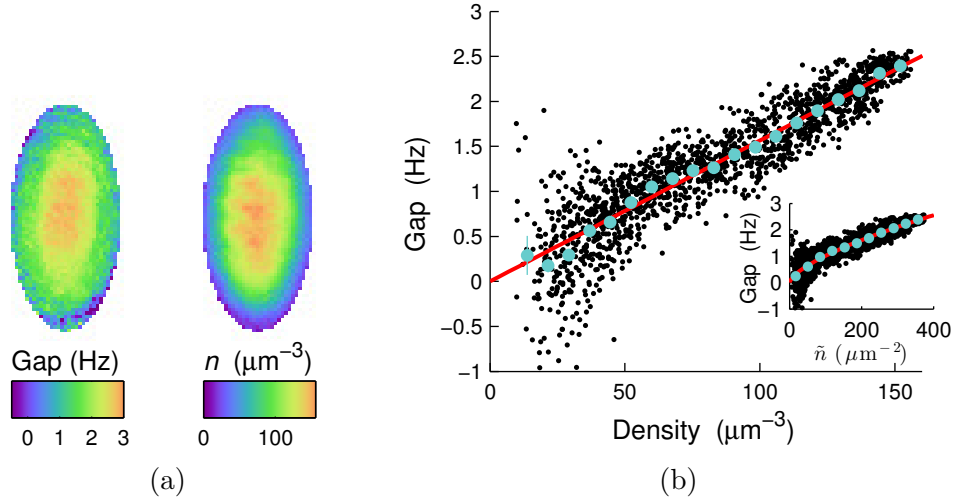 Gap (Hz)
0 1 2 3
n (μm−3)
0 100
(a)
Gap (Hz)
2.5
2
1.5
1
0.5
0
−0.5
−1
0 50 100 150
Density (μm−3)
Gap (Hz)
3
2
1
0
−1
0 200 400
ñ (μm−2)
(b)